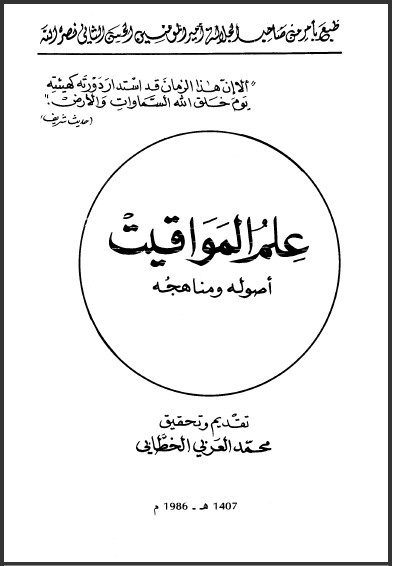 طبع بأمر من صاحب الجلالة أمير المؤمنين الحسن الثاني نصره الله
"ألا إن هذا الزمان قد استدار دورته كهيئته
يوم خلق الله السماوات والأرض."
(حديث شريف)
علم المواقيت
أصوله ومناهجه
تقديم وتحقيق
محمد العربي الخطابي
1407 هـ ـ 1986 م